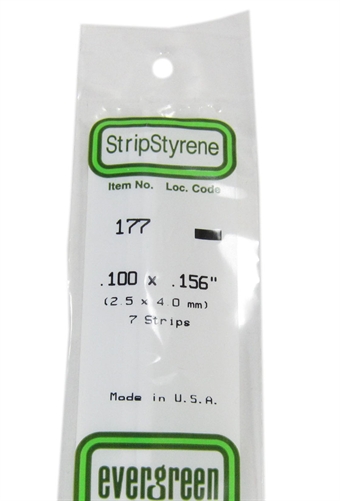 StripStyrene
Item No. Loc. Code
177
.100 x .156"
(2.5 x 4.0 mm)
7 Strips
Made in U.S.A.
evergreen